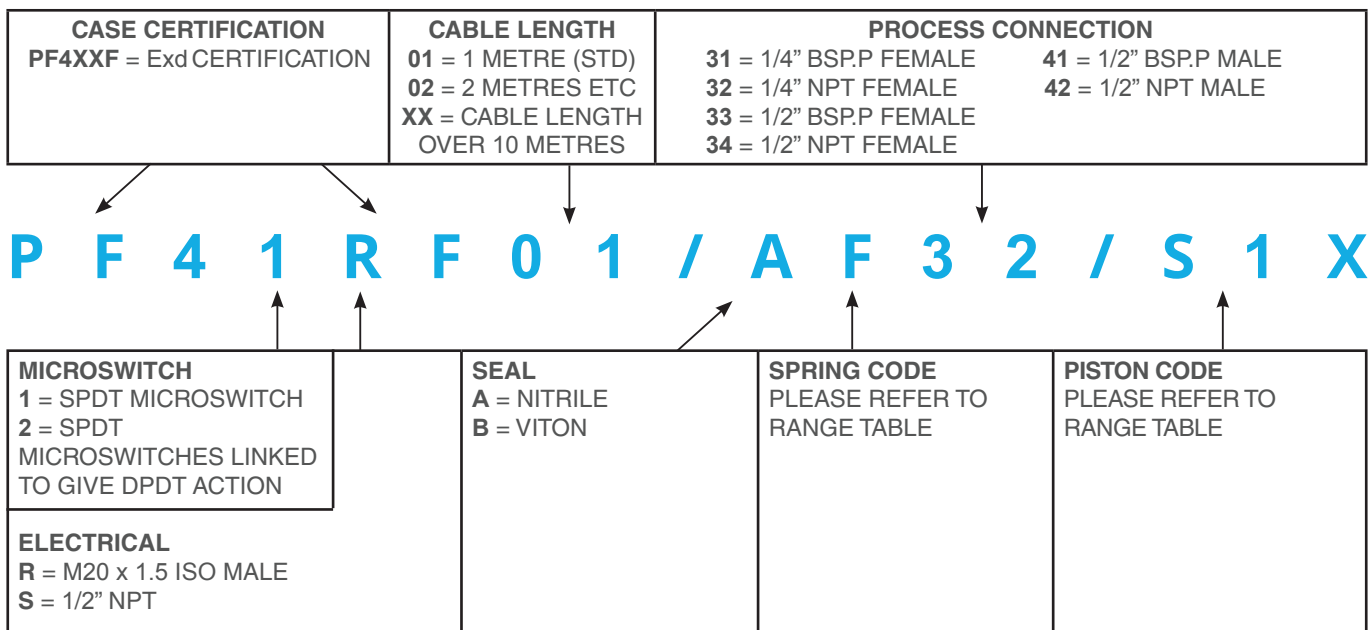 CASE CERTIFICATION
PF4XXF = Exd CERTIFICATION
CABLE LENGTH
01 = 1 METRE (STD)
02 = 2 METRES ETC
XX = CABLE LENGTH
OVER 10 METRES
PROCESS CONNECTION
31 = 1/4” BSP.P FEMALE
32 = 1/4” NPT FEMALE
33 = 1/2” BSP.P FEMALE
34 = 1/2” NPT FEMALE
41 = 1/2” BSP.P MALE
42 = 1/2” NPT MALE
P F 4 1 R F 0 1 / A F 3 2 / S 1 X
MICROSWITCH
1 = SPDT MICROSWITCH
2 = SPDT
MICROSWITCHES LINKED
TO GIVE DPDT ACTION
ELECTRICAL
R = M20 x 1.5 ISO MALE
S = 1/2” NPT
SEAL
A = NITRILE
B = VITON
SPRING CODE
PLEASE REFER TO
RANGE TABLE
PISTON CODE
PLEASE REFER TO
RANGE TABLE